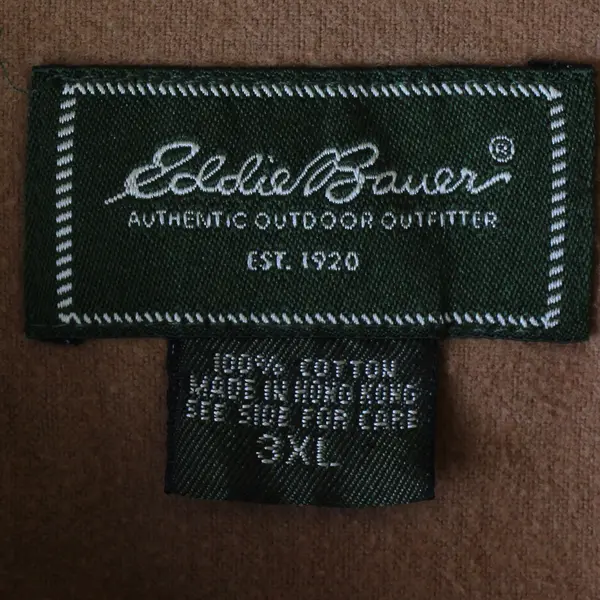 Eddie Bauer®
AUTHENTIC OUTDOOR OUTFITTER
EST. 1920
100% COTTON
MADE IN HONG KONG
SEE SIDE FOR CARE
3XL